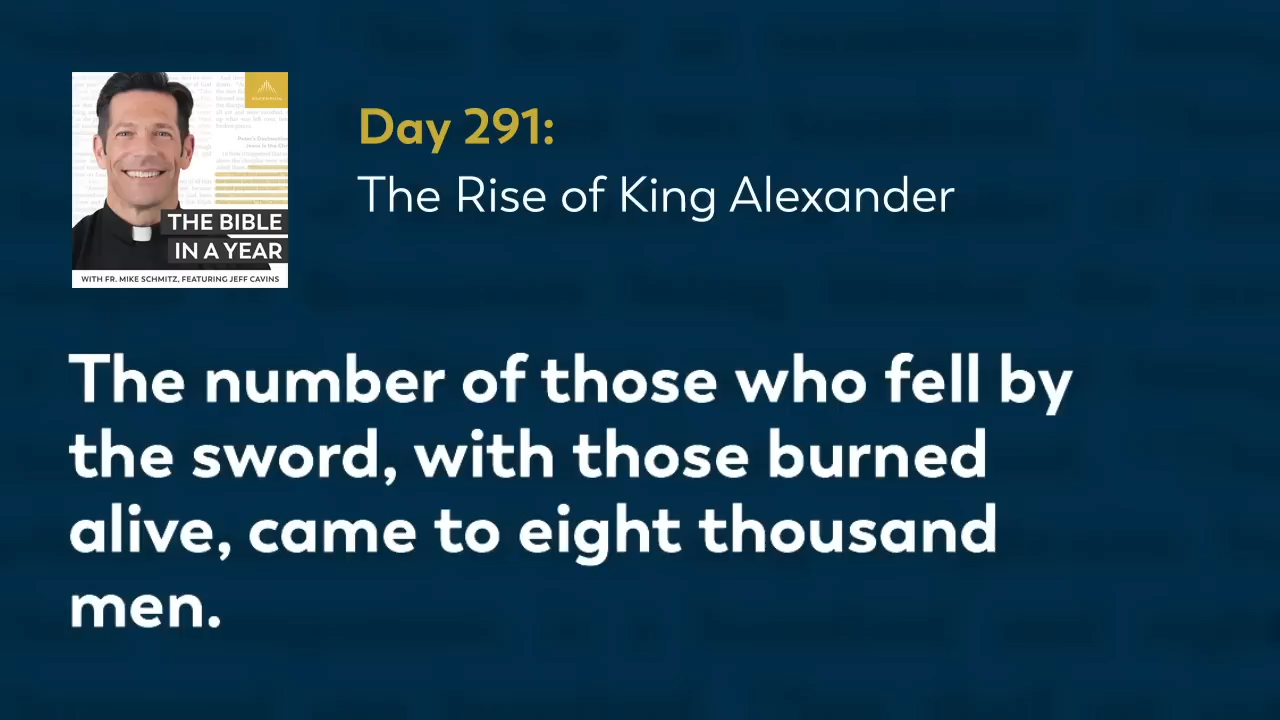 Day 291:
The Rise of King Alexander
THE BIBLE
IN A YEAR
WITH FR. MIKE SCHMITZ, FEATURING JEFF CAVINS
The number of those who fell by
the sword, with those burned
alive, came to eight thousand
men.